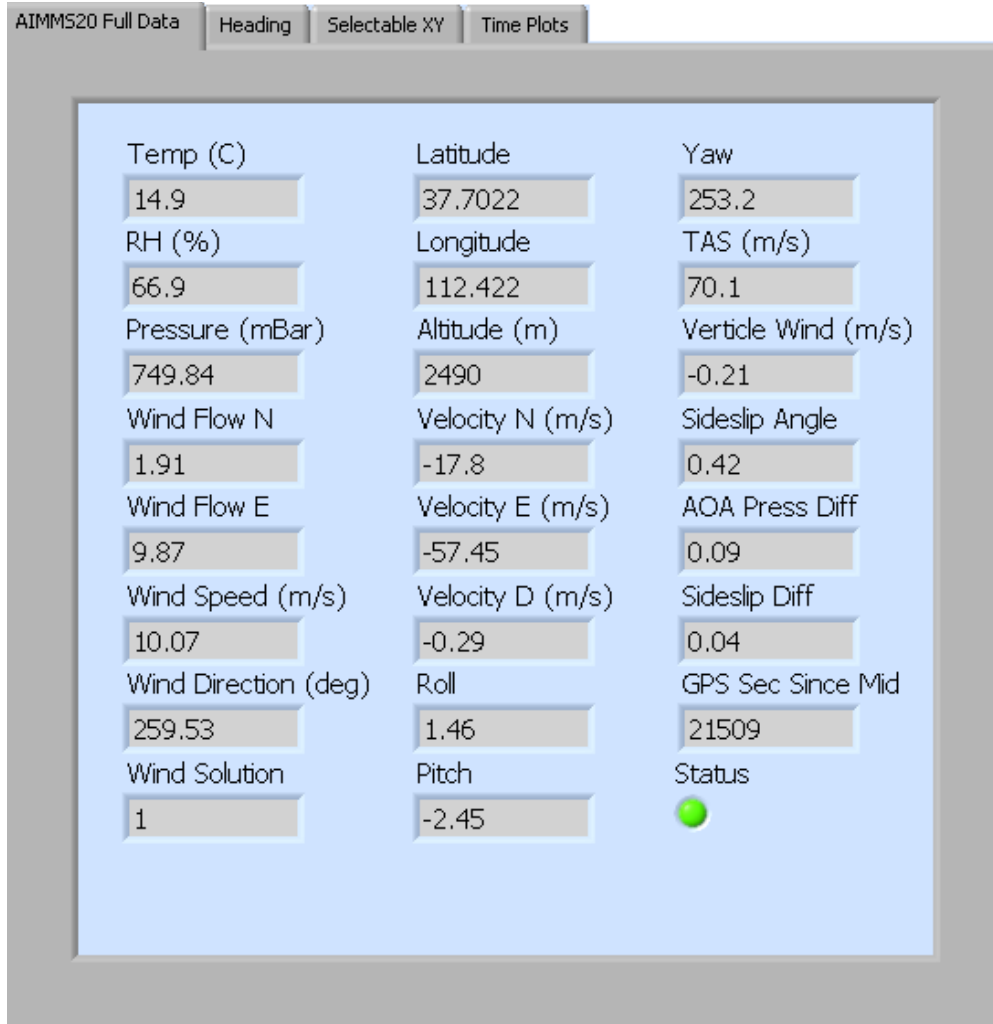 AIMMS20 Full Data Heading Selectable XY Time Plots
Temp (C) Latitude Yaw
14.9 37.7022 253.2
RH (%) Longitude TAS (m/s)
66.9 112.422 70.1
Pressure (mBar) Altitude (m) Verticle Wind (m/s)
749.84 2490 -0.21
Wind Flow N Velocity N (m/s) Sideslip Angle
1.91 -17.8 0.42
Wind Flow E Velocity E (m/s) AOA Press Diff
9.87 -57.45 0.09
Wind Speed (m/s) Velocity D (m/s) Sideslip Diff
10.07 -0.29 0.04
Wind Direction (deg) Roll GPS Sec Since Mid
259.53 1.46 21509
Wind Solution Pitch Status
1 -2.45